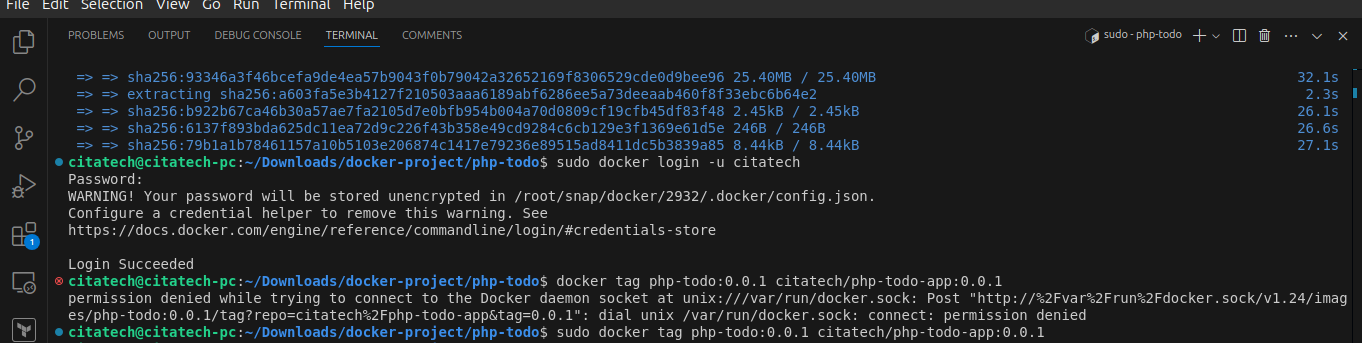 File Edit Selection View Go Run Terminal Help
PROBLEMS OUTPUT DEBUG CONSOLE TERMINAL COMMENTS sudo - php-todo
=> => sha256:93346a3f46bcefa9de4ea57b9043f0b79042a32652169f8306529cde0d9bee96 25.40MB / 25.40MB 32.1s
=> => extracting sha256:a603fa5e3b4127f210503aaa6189abf6286ee5a73deeaab460f8f33ebc6b64e2 2.3s
=> => sha256:b922b67ca46b30a57ae7fa2105d7e0bfb954b004a70d0809cf19cfb45df83f48 2.45kB / 2.45kB 26.1s
=> => sha256:6137f893bda625dc11ea72d9c226f43b358e49cd9284c6cb129e3f1369e61d5e 246B / 246B 26.6s
=> => sha256:79b1a1b78461157a10b5103e206874c1417e79236e89515ad8411dc5b3839a85 8.44kB / 8.44kB 27.1s
citatech@citatech-pc:~/Downloads/docker-project/php-todo$ sudo docker login -u citatech
Password:
WARNING! Your password will be stored unencrypted in /root/snap/docker/2932/.docker/config.json.
Configure a credential helper to remove this warning. See
https://docs.docker.com/engine/reference/commandline/login/#credentials-store
Login Succeeded
citatech@citatech-pc:~/Downloads/docker-project/php-todo$ docker tag php-todo:0.0.1 citatech/php-todo-app:0.0.1
permission denied while trying to connect to the Docker daemon socket at unix:///var/run/docker.sock: Post "http://%2Fvar%2Frun%2Fdocker.sock/v1.24/imag
es/php-todo:0.0.1/tag?repo=citatech%2Fphp-todo-app&tag=0.0.1": dial unix /var/run/docker.sock: connect: permission denied
citatech@citatech-pc:~/Downloads/docker-project/php-todo$ sudo docker tag php-todo:0.0.1 citatech/php-todo-app:0.0.1
1